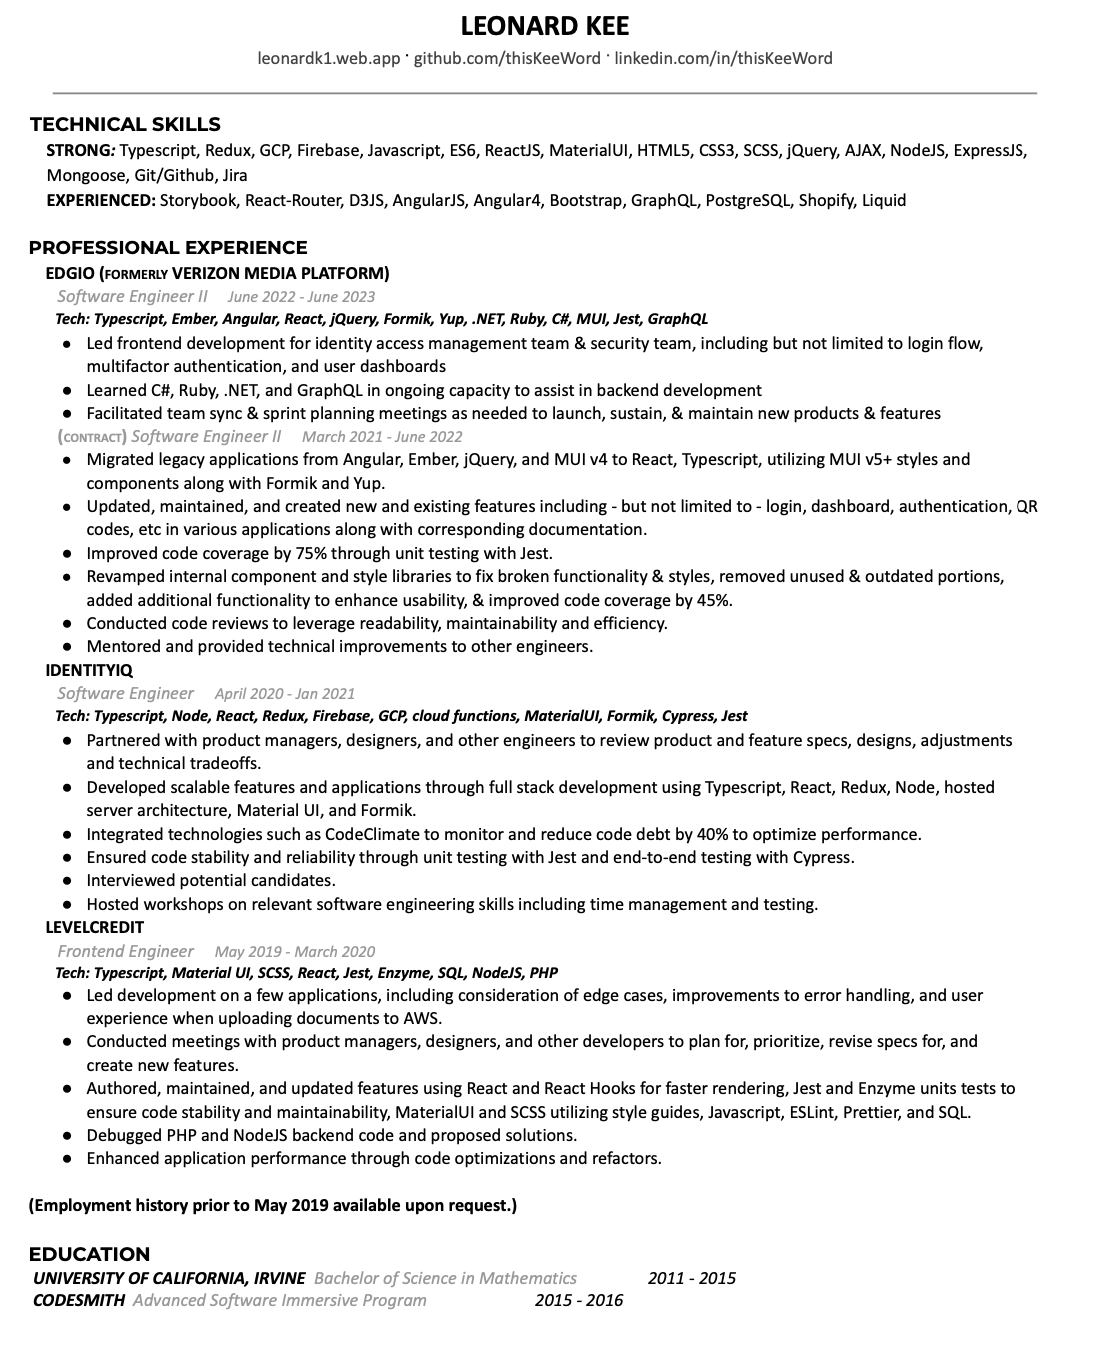 LEONARD KEE
leonardk1.web.app · github.com/thisKeeWord · linkedin.com/in/thisKeeWord
TECHNICAL SKILLS
STRONG: Typescript, Redux, GCP, Firebase, Javascript, ES6, ReactJS, MaterialUI, HTML5, CSS3, SCSS, jQuery, AJAX, NodeJS, ExpressJS,
Mongoose, Git/Github, Jira
EXPERIENCED: Storybook, React-Router, D3JS, AngularJS, Angular4, Bootstrap, GraphQL, PostgreSQL, Shopify, Liquid
PROFESSIONAL EXPERIENCE
EDGIO (FORMERLY VERIZON MEDIA PLATFORM)
Software Engineer II June 2022 - June 2023
Tech: Typescript, Ember, Angular, React, jQuery, Formik, Yup, .NET, Ruby, C#, MUI, Jest, GraphQL
● Led frontend development for identity access management team & security team, including but not limited to login flow,
multifactor authentication, and user dashboards
● Learned C#, Ruby, .NET, and GraphQL in ongoing capacity to assist in backend development
● Facilitated team sync & sprint planning meetings as needed to launch, sustain, & maintain new products & features
(CONTRACT) Software Engineer II March 2021 - June 2022
● Migrated legacy applications from Angular, Ember, jQuery, and MUI v4 to React, Typescript, utilizing MUI v5+ styles and
components along with Formik and Yup.
● Updated, maintained, and created new and existing features including - but not limited to - login, dashboard, authentication, QR
codes, etc in various applications along with corresponding documentation.
● Improved code coverage by 75% through unit testing with Jest.
● Revamped internal component and style libraries to fix broken functionality & styles, removed unused & outdated portions,
added additional functionality to enhance usability, & improved code coverage by 45%.
● Conducted code reviews to leverage readability, maintainability and efficiency.
● Mentored and provided technical improvements to other engineers.
IDENTITYIQ
Software Engineer April 2020 - Jan 2021
Tech: Typescript, Node, React, Redux, Firebase, GCP, cloud functions, MaterialUI, Formik, Cypress, Jest
● Partnered with product managers, designers, and other engineers to review product and feature specs, designs, adjustments
and technical tradeoffs.
● Developed scalable features and applications through full stack development using Typescript, React, Redux, Node, hosted
server architecture, Material UI, and Formik.
● Integrated technologies such as CodeClimate to monitor and reduce code debt by 40% to optimize performance.
● Ensured code stability and reliability through unit testing with Jest and end-to-end testing with Cypress.
● Interviewed potential candidates.
● Hosted workshops on relevant software engineering skills including time management and testing.
LEVELCREDIT
Frontend Engineer May 2019 - March 2020
Tech: Typescript, Material UI, SCSS, React, Jest, Enzyme, SQL, NodeJS, PHP
● Led development on a few applications, including consideration of edge cases, improvements to error handling, and user
experience when uploading documents to AWS.
● Conducted meetings with product managers, designers, and other developers to plan for, prioritize, revise specs for, and
create new features.
● Authored, maintained, and updated features using React and React Hooks for faster rendering, Jest and Enzyme units tests to
ensure code stability and maintainability, MaterialUI and SCSS utilizing style guides, Javascript, ESLint, Prettier, and SQL.
● Debugged PHP and NodeJS backend code and proposed solutions.
● Enhanced application performance through code optimizations and refactors.
(Employment history prior to May 2019 available upon request.)
EDUCATION
UNIVERSITY OF CALIFORNIA, IRVINE Bachelor of Science in Mathematics 2011 - 2015
CODESMITH Advanced Software Immersive Program 2015 - 2016